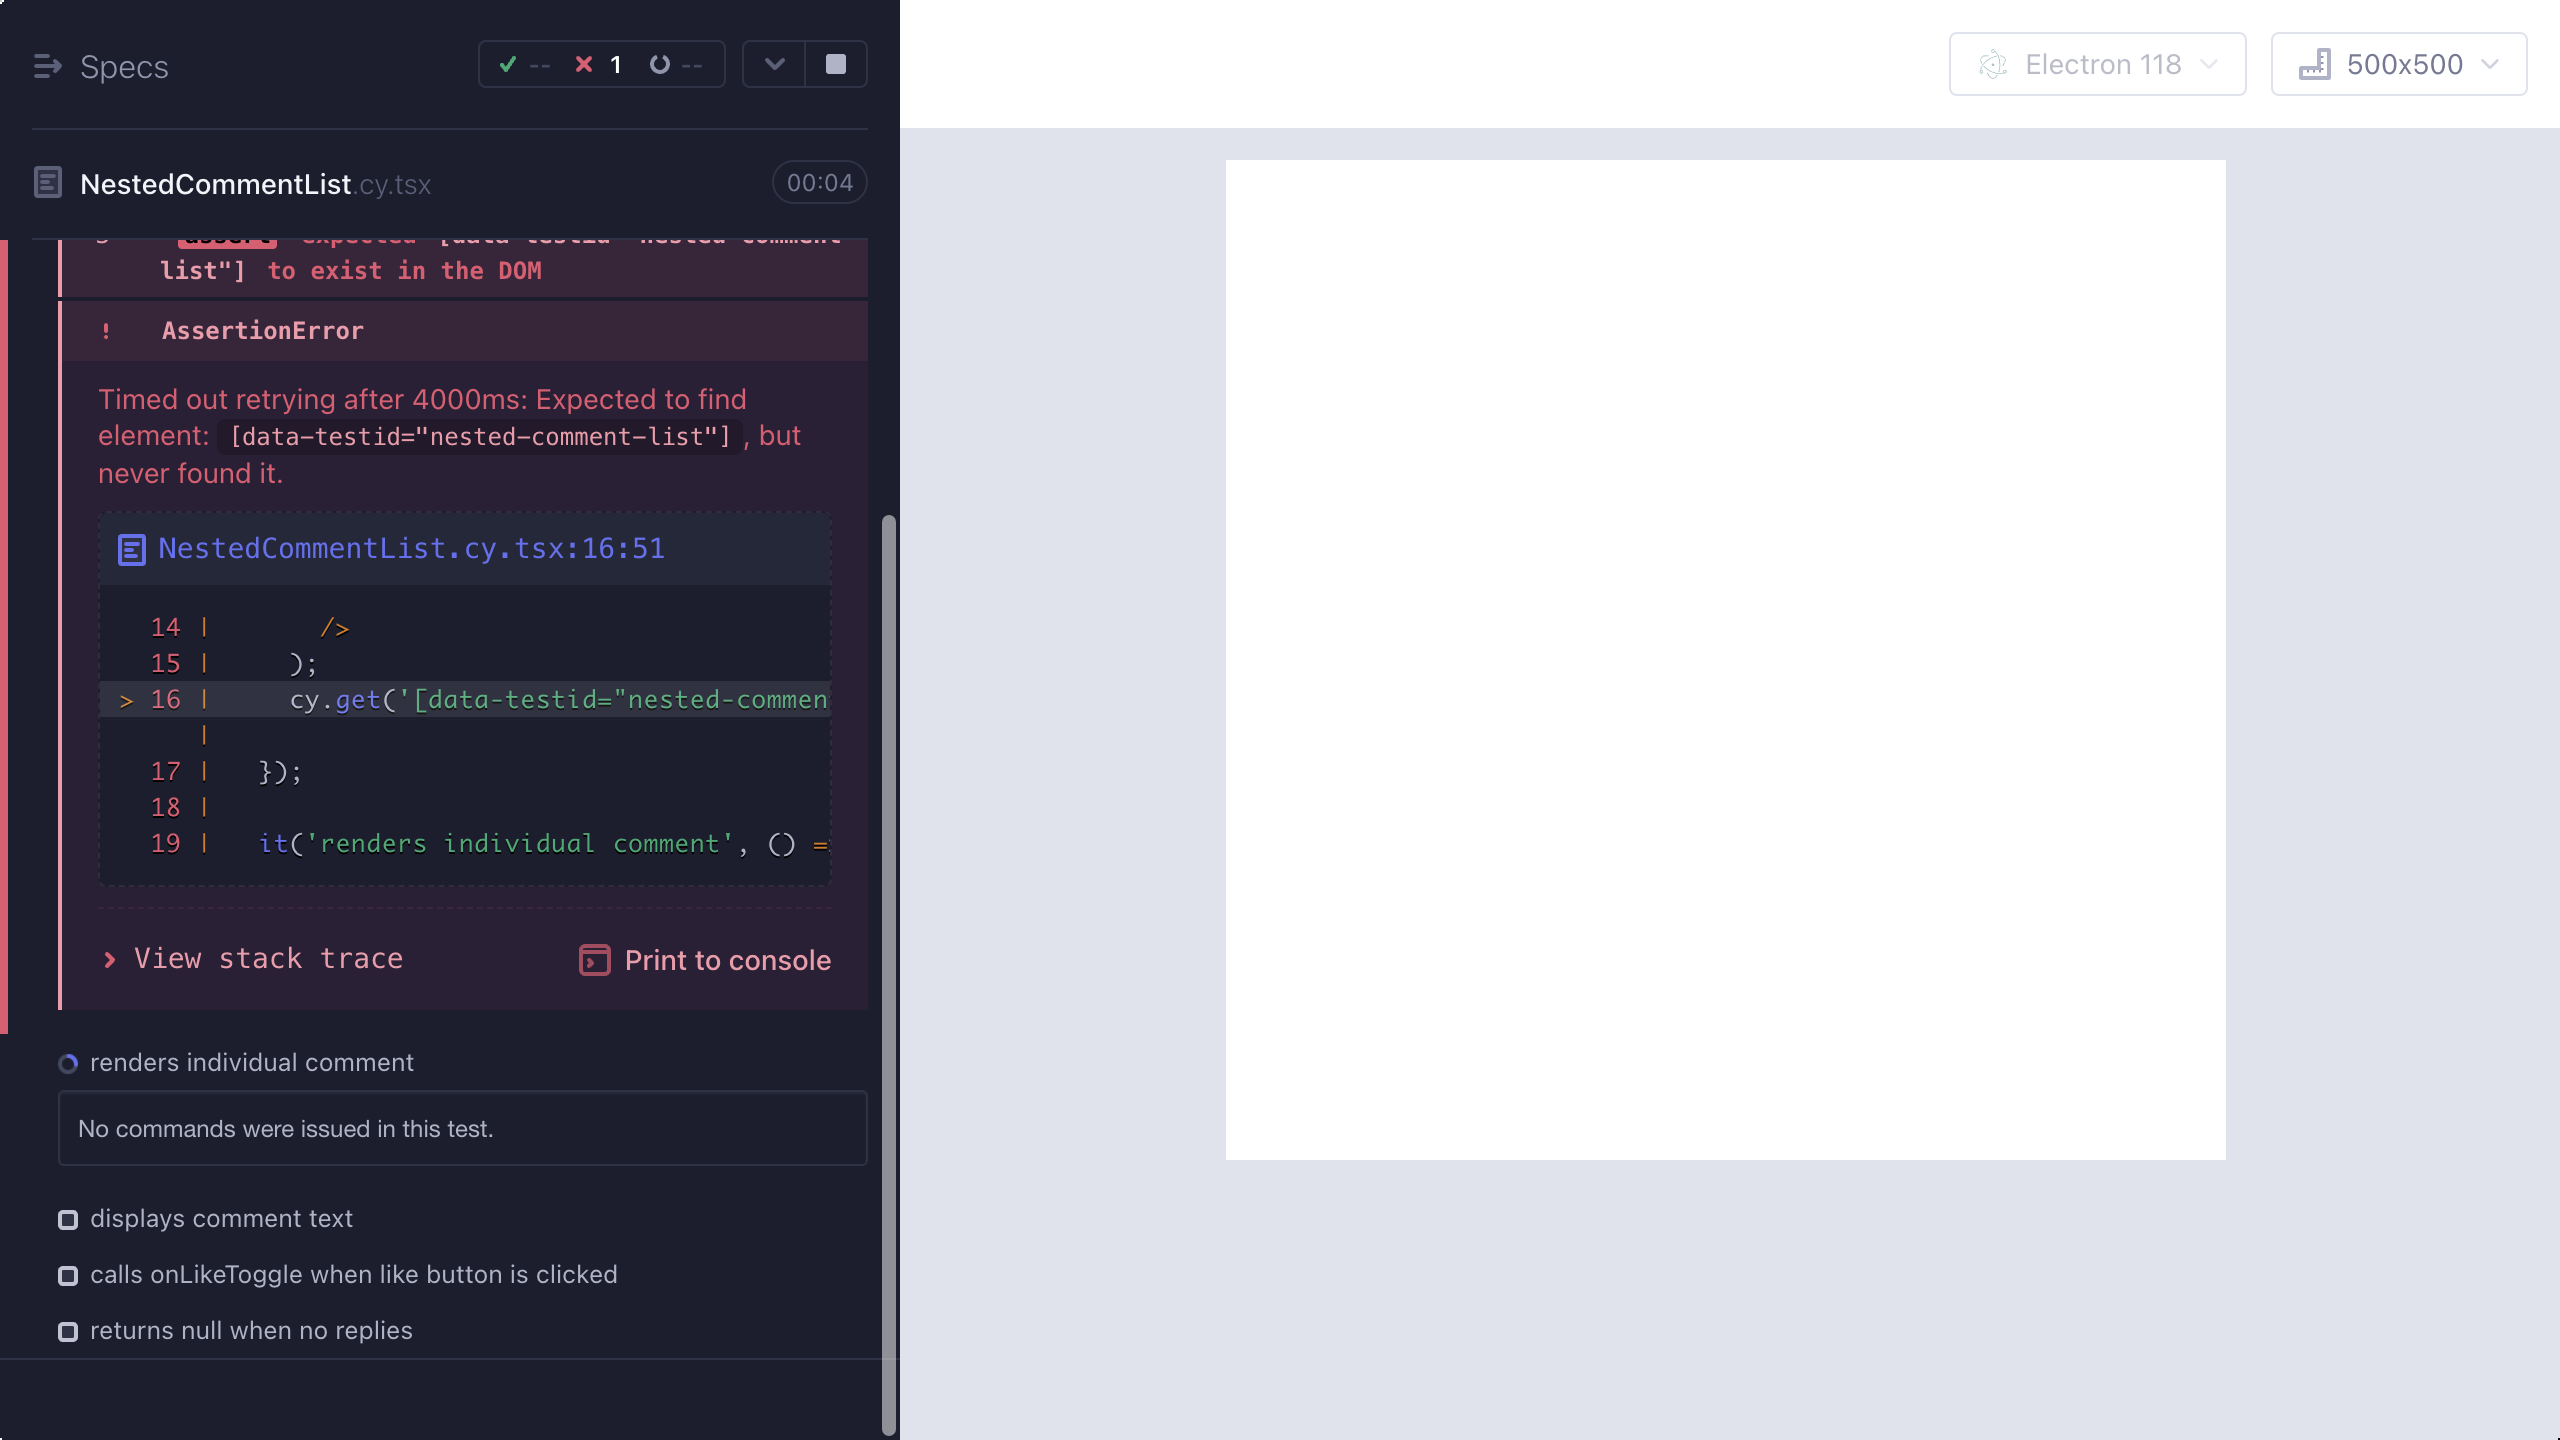 Specs
-- 1 --
Electron 118
500x500
NestedCommentList.cy.tsx
00:04
list"] to exist in the DOM
! AssertionError
Timed out retrying after 4000ms: Expected to find
element: [data-testid="nested-comment-list"] , but
never found it.
NestedCommentList.cy.tsx:16:51
14 | />
15 | );
> 16 | cy.get('[data-testid="nested-commen
|
17 | });
18 |
19 | it('renders individual comment', () =
View stack trace
Print to console
renders individual comment
No commands were issued in this test.
displays comment text
calls onLikeToggle when like button is clicked
returns null when no replies